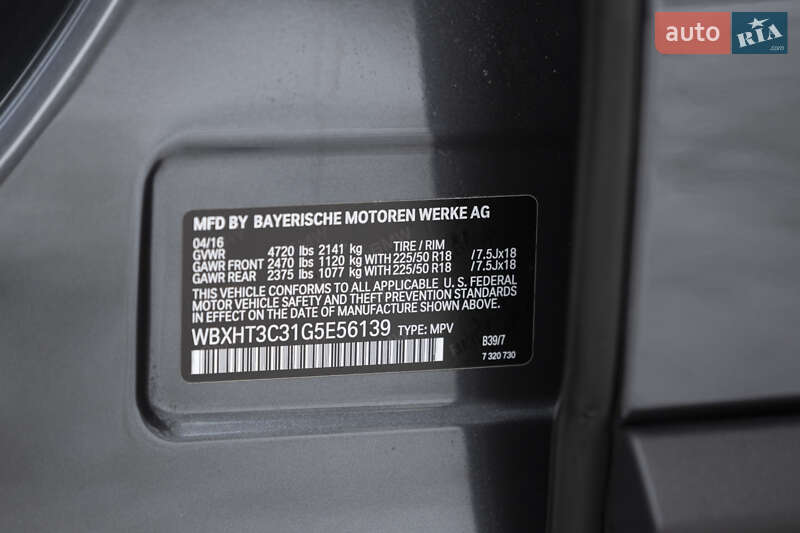 auto RIA .com
MFD BY BAYERISCHE MOTOREN WERKE AG
04/16
GVWR 4720 lbs 2141 kg TIRE / RIM
GAWR FRONT 2470 lbs 1120 kg WITH 225/50 R18 /7.5Jx18
GAWR REAR 2375 lbs 1077 kg WITH 225/50 R18 /7.5Jx18
THIS VEHICLE CONFORMS TO ALL APPLICABLE U. S. FEDERAL
MOTOR VEHICLE SAFETY AND THEFT PREVENTION STANDARDS
IN EFFECT ON THE DATE OF MANUFACTURE SHOWN ABOVE.
WBXHT3C31G5E56139 TYPE: MPV
B39/7
7 320 730